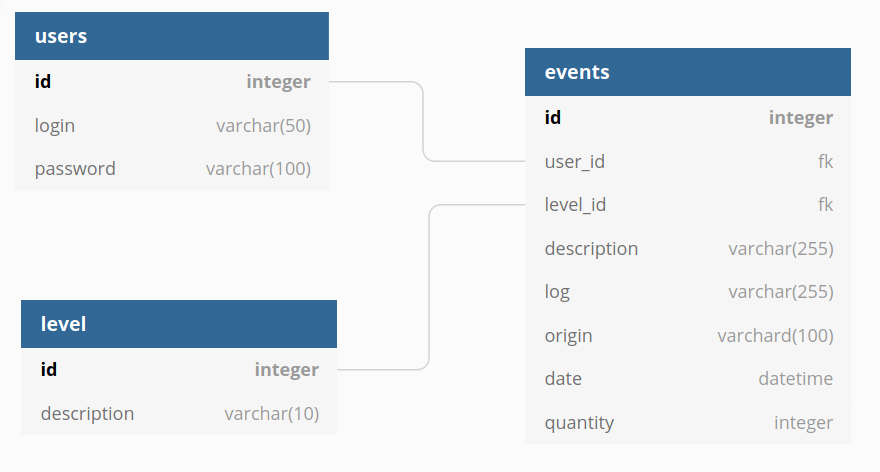 users
id integer
login varchar(50)
password varchar(100)
events
id integer
user_id fk
level_id fk
description varchar(255)
log varchar(255)
origin varchard(100)
date datetime
quantity integer
level
id integer
description varchar(10)